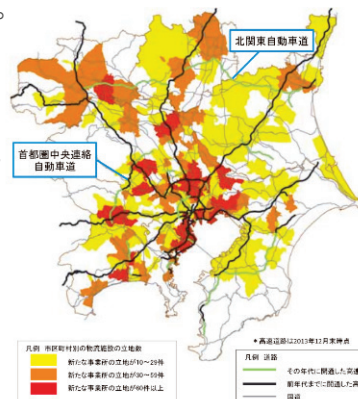 北関東自動車道
首都圏中央連絡
自動車道
＊高速道路は2013年12月末時点
凡例 市区町村別の物流施設の立地数
新たな事業所の立地が10～29件
新たな事業所の立地が30～59件
新たな事業所の立地が60件以上
凡例 道路
その年代に開通した高速
前年代までに開通した高
国道